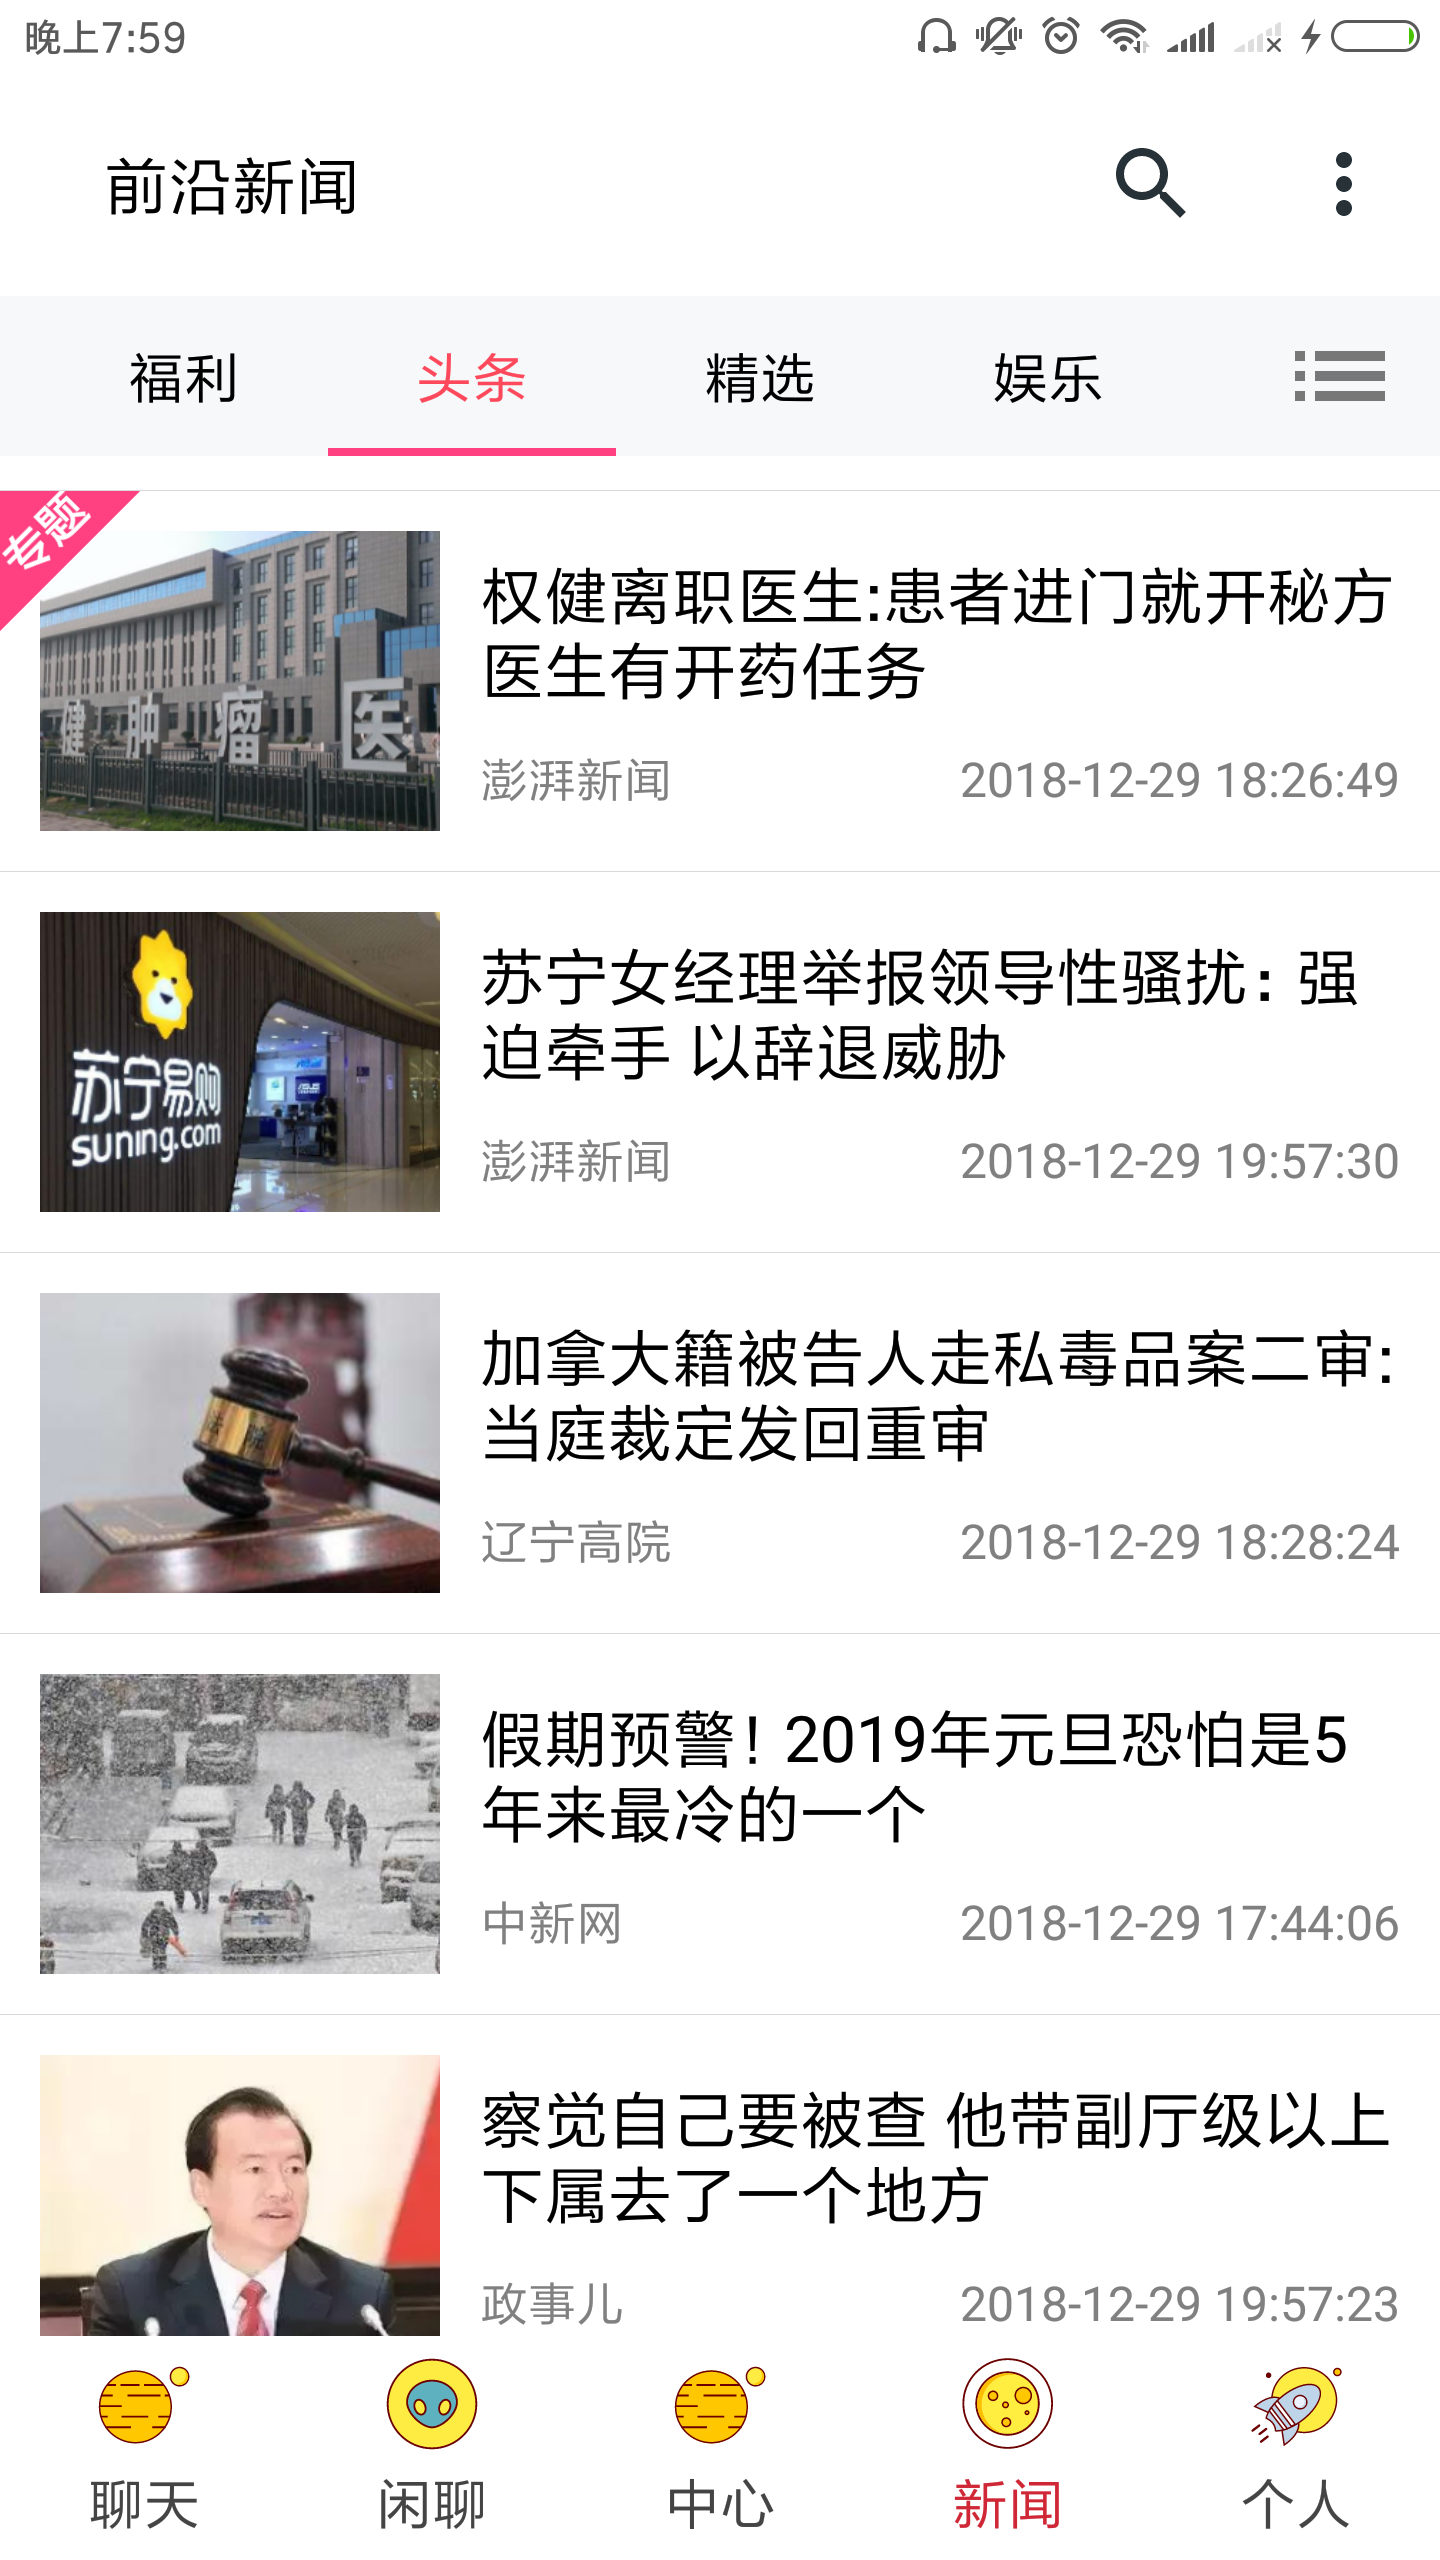 晚上7:59
前沿新闻
福利
头条
精选
娱乐
专题
健肿瘤医
权健离职医生:患者进门就开秘方
医生有开药任务
澎湃新闻
2018-12-29 18:26:49
苏宁易购
suning.com
苏宁女经理举报领导性骚扰：强
迫牵手 以辞退威胁
澎湃新闻
2018-12-29 19:57:30
加拿大籍被告人走私毒品案二审:
当庭裁定发回重审
辽宁高院
2018-12-29 18:28:24
假期预警！2019年元旦恐怕是5
年来最冷的一个
中新网
2018-12-29 17:44:06
察觉自己要被查 他带副厅级以上
下属去了一个地方
政事儿
2018-12-29 19:57:23
聊天
闲聊
中心
新闻
个人